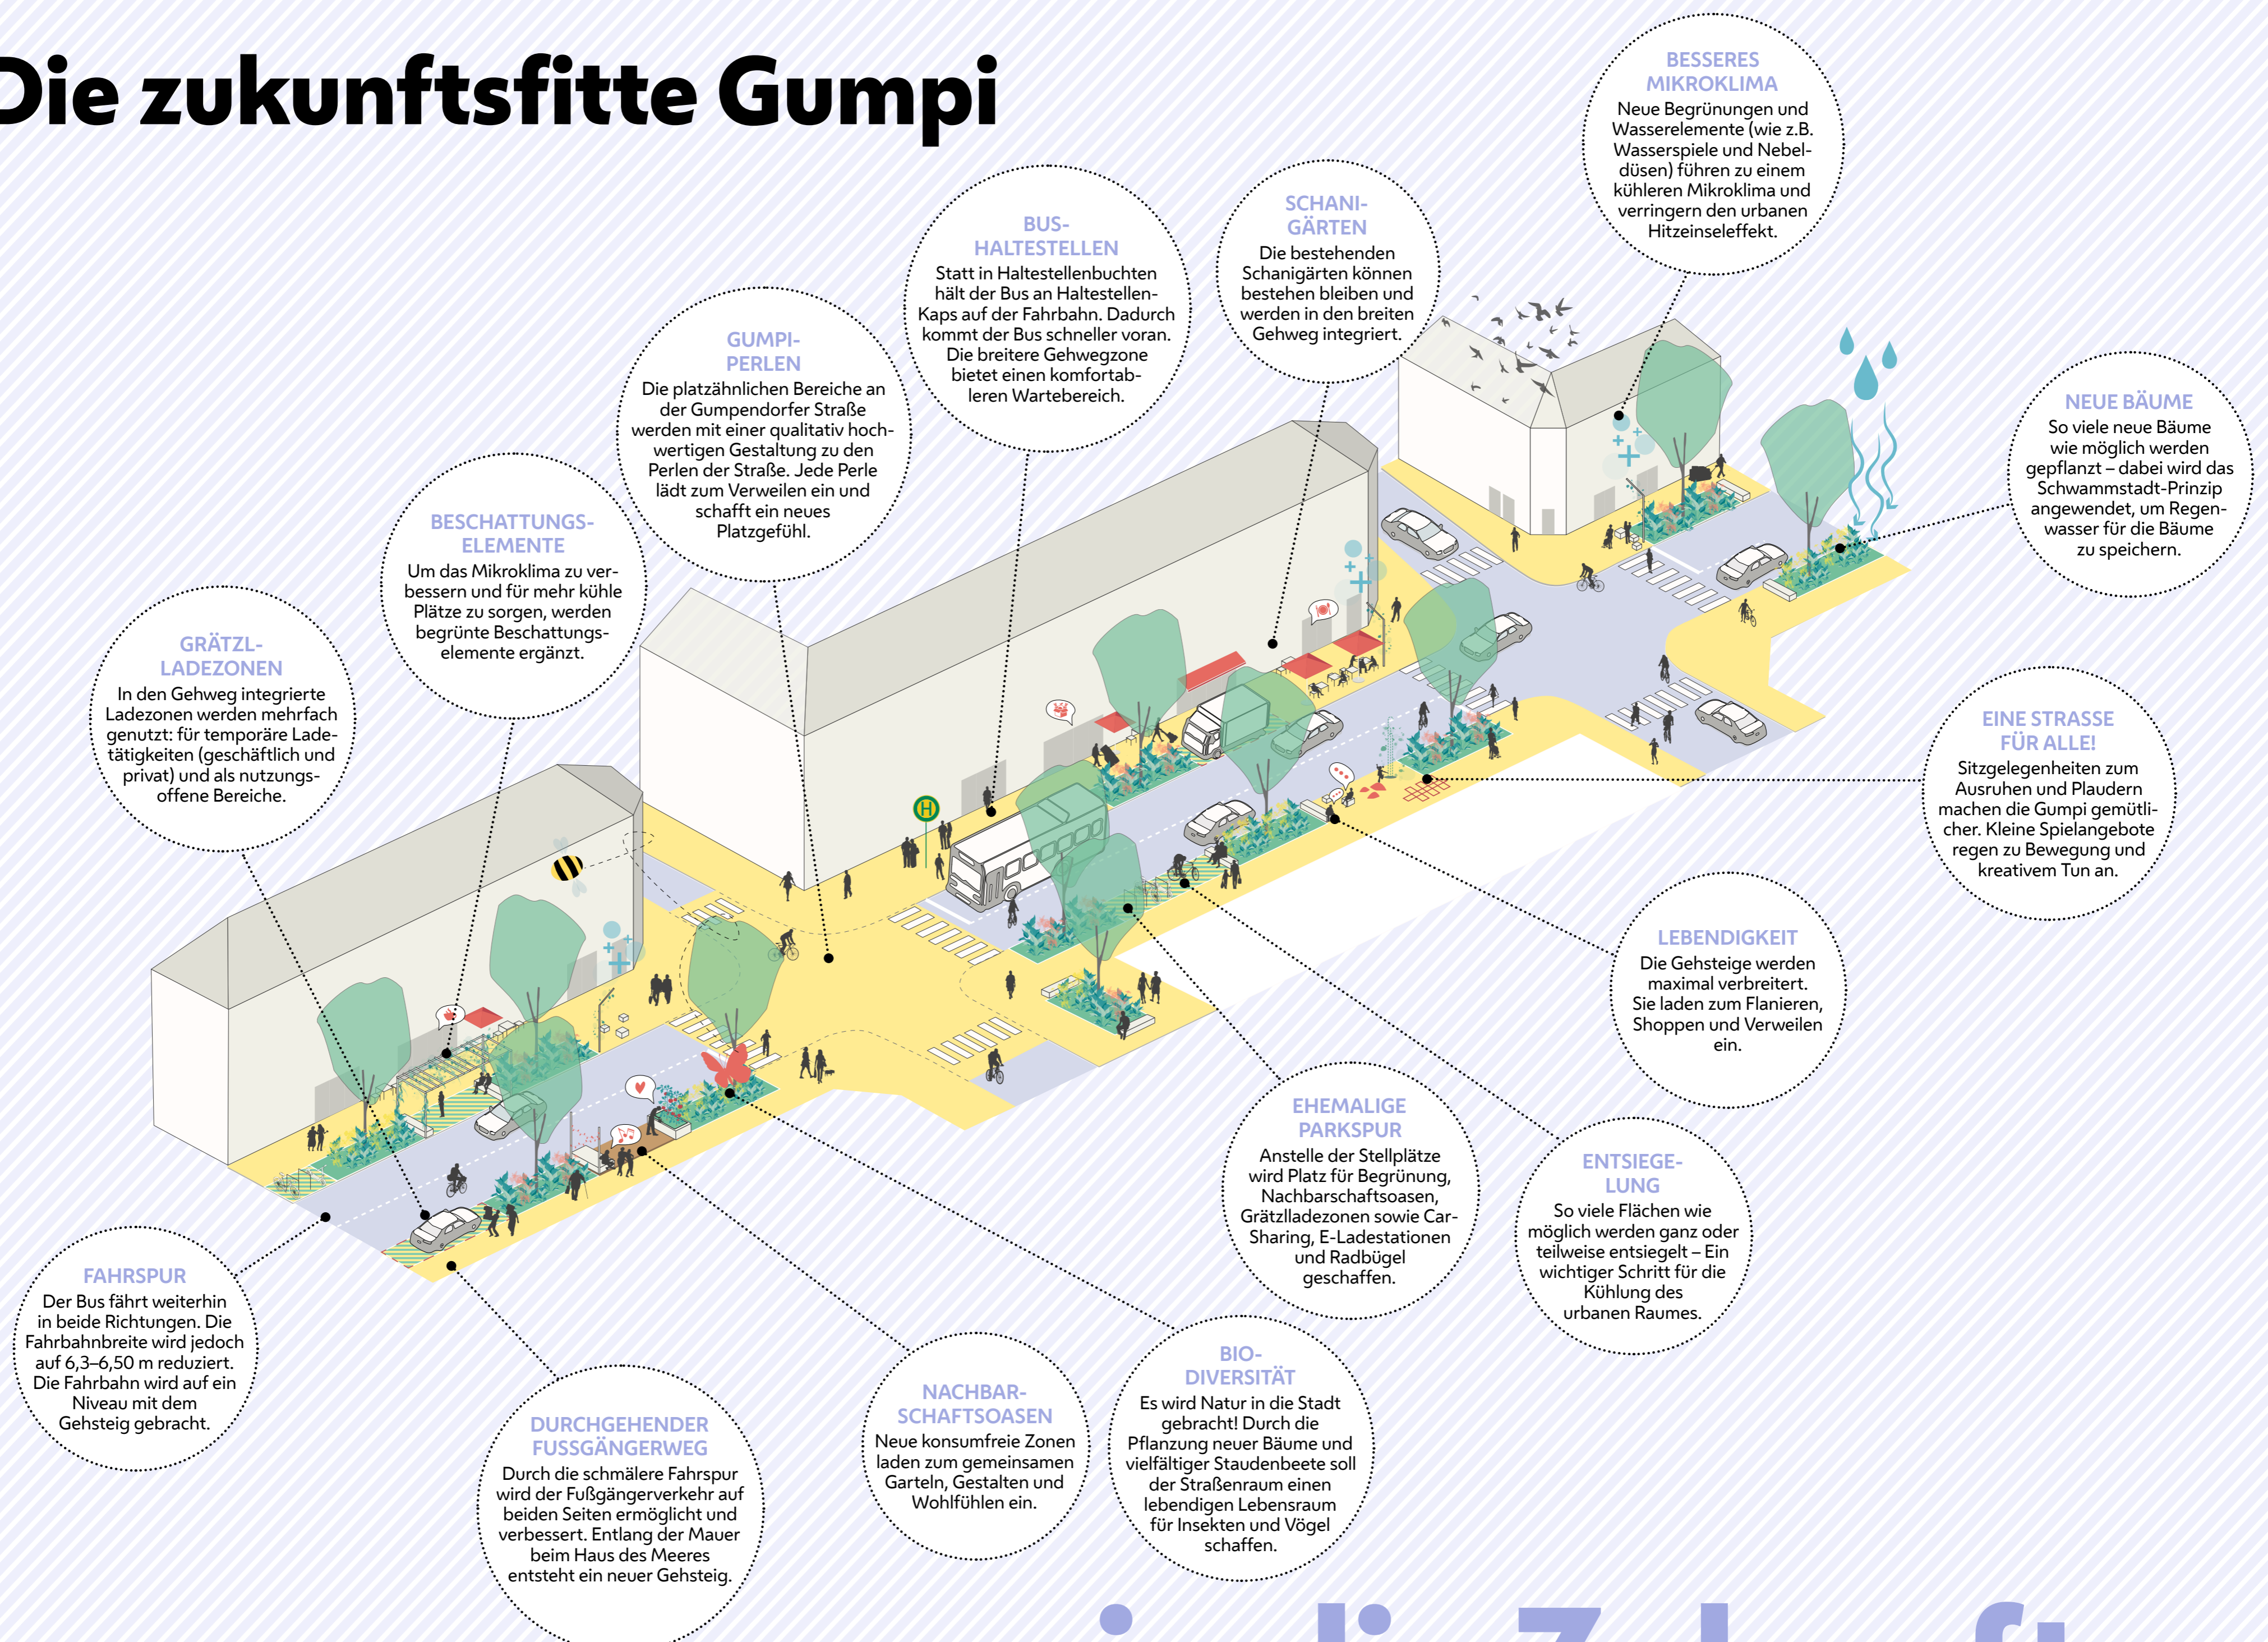 Die zukunftsfitte Gumpi
BESSERES
MIKROKLIMA
Neue Begrünungen und
Wasserelemente (wie z.B.
Wasserspiele und Nebel-
düsen) führen zu einem
kühleren Mikroklima und
verringern den urbanen
Hitzeinseleffekt.
SCHANI-
GÄRTEN
Die bestehenden
Schanigärten können
bestehen bleiben und
werden in den breiten
Gehweg integriert.
BUS-
HALTESTELLEN
Statt in Haltestellenbuchten
hält der Bus an Haltestellen-
Kaps auf der Fahrbahn. Dadurch
kommt der Bus schneller voran.
Die breitere Gehwegzone
bietet einen komfortab-
leren Wartebereich.
GUMPI-
PERLEN
Die platzähnlichen Bereiche an
der Gumpendorfer Straße
werden mit einer qualitativ hoch-
wertigen Gestaltung zu den
Perlen der Straße. Jede Perle
lädt zum Verweilen ein und
schafft ein neues
Platzgefühl.
BESCHATTUNGS-
ELEMENTE
Um das Mikroklima zu ver-
bessern und für mehr kühle
Plätze zu sorgen, werden
begrünte Beschattungs-
elemente ergänzt.
GRÄTZL-
LADEZONEN
In den Gehweg integrierte
Ladezonen werden mehrfach
genutzt: für temporäre Lade-
tätigkeiten (geschäftlich und
privat) und als nutzungs-
offene Bereiche.
NEUE BÄUME
So viele neue Bäume
wie möglich werden
gepflanzt – dabei wird das
Schwammstadt-Prinzip
angewendet, um Regen-
wasser für die Bäume
zu speichern.
EINE STRASSE
FÜR ALLE!
Sitzgelegenheiten zum
Ausruhen und Plaudern
machen die Gumpi gemütli-
cher. Kleine Spielangebote
regen zu Bewegung und
kreativem Tun an.
H
LEBENDIGKEIT
Die Gehsteige werden
maximal verbreitert.
Sie laden zum Flanieren,
Shoppen und Verweilen
ein.
EHEMALIGE
PARKSPUR
Anstelle der Stellplätze
wird Platz für Begrünung,
Nachbarschaftsoasen,
Grätzlladezonen sowie Car-
Sharing, E-Ladestationen
und Radbügel
geschaffen.
ENTSIEGE-
LUNG
So viele Flächen wie
möglich werden ganz oder
teilweise entsiegelt – Ein
wichtiger Schritt für die
Kühlung des
urbanen Raumes.
FAHRSPUR
Der Bus fährt weiterhin
in beide Richtungen. Die
Fahrbahnbreite wird jedoch
auf 6,3–6,50 m reduziert.
Die Fahrbahn wird auf ein
Niveau mit dem
Gehsteig gebracht.
DURCHGEHENDER
FUSSGÄNGERWEG
Durch die schmälere Fahrspur
wird der Fußgängerverkehr auf
beiden Seiten ermöglicht und
verbessert. Entlang der Mauer
beim Haus des Meeres
entsteht ein neuer Gehsteig.
NACHBAR-
SCHAFTSOASEN
Neue konsumfreie Zonen
laden zum gemeinsamen
Garteln, Gestalten und
Wohlfühlen ein.
BIO-
DIVERSITÄT
Es wird Natur in die Stadt
gebracht! Durch die
Pflanzung neuer Bäume und
vielfältiger Staudenbeete soll
der Straßenraum einen
lebendigen Lebensraum
für Insekten und Vögel
schaffen.